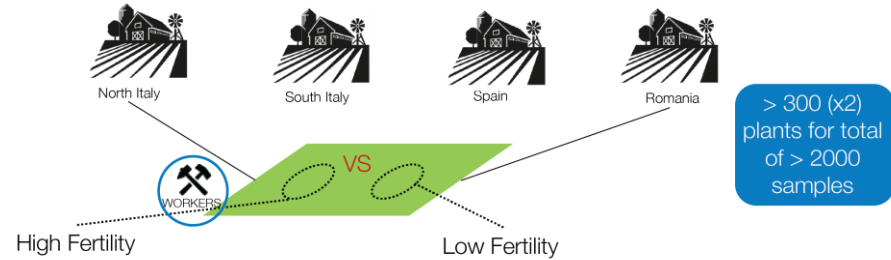 North Italy
South Italy
Spain
Romania
> 300 (x2)
plants for total
of > 2000
samples
VS
WORKERS
High Fertility
Low Fertility